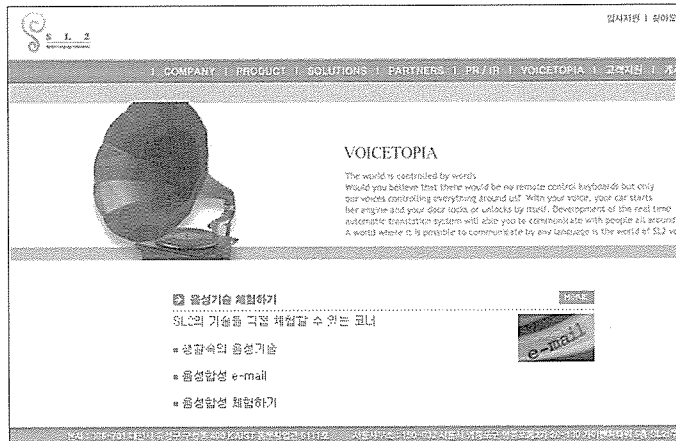 입사지원 |
S L 2
| COMPANY | PRODUCT | SOLUTIONS | PARTNERS | PR / IR | VOICETOPIA | 고객지원 |
VOICETOPIA
The world is controlled by words
Would you believe that there would be no remote control keyboards but only
our voices controlling everything around us? With your voice, your car starts
her engine and your door locks or unlocks by itself. Development of the real time
automatic translation system will able you to communicate with people all around
A world where it is possible to communicate by any language is the world of SL2
음성기술 체험하기
MORE
SL2의 기술을 직접 체험할 수 있는 코너
e-mail
생활속의 음성기술
음성합성 e-mail
음성합성 체험하기